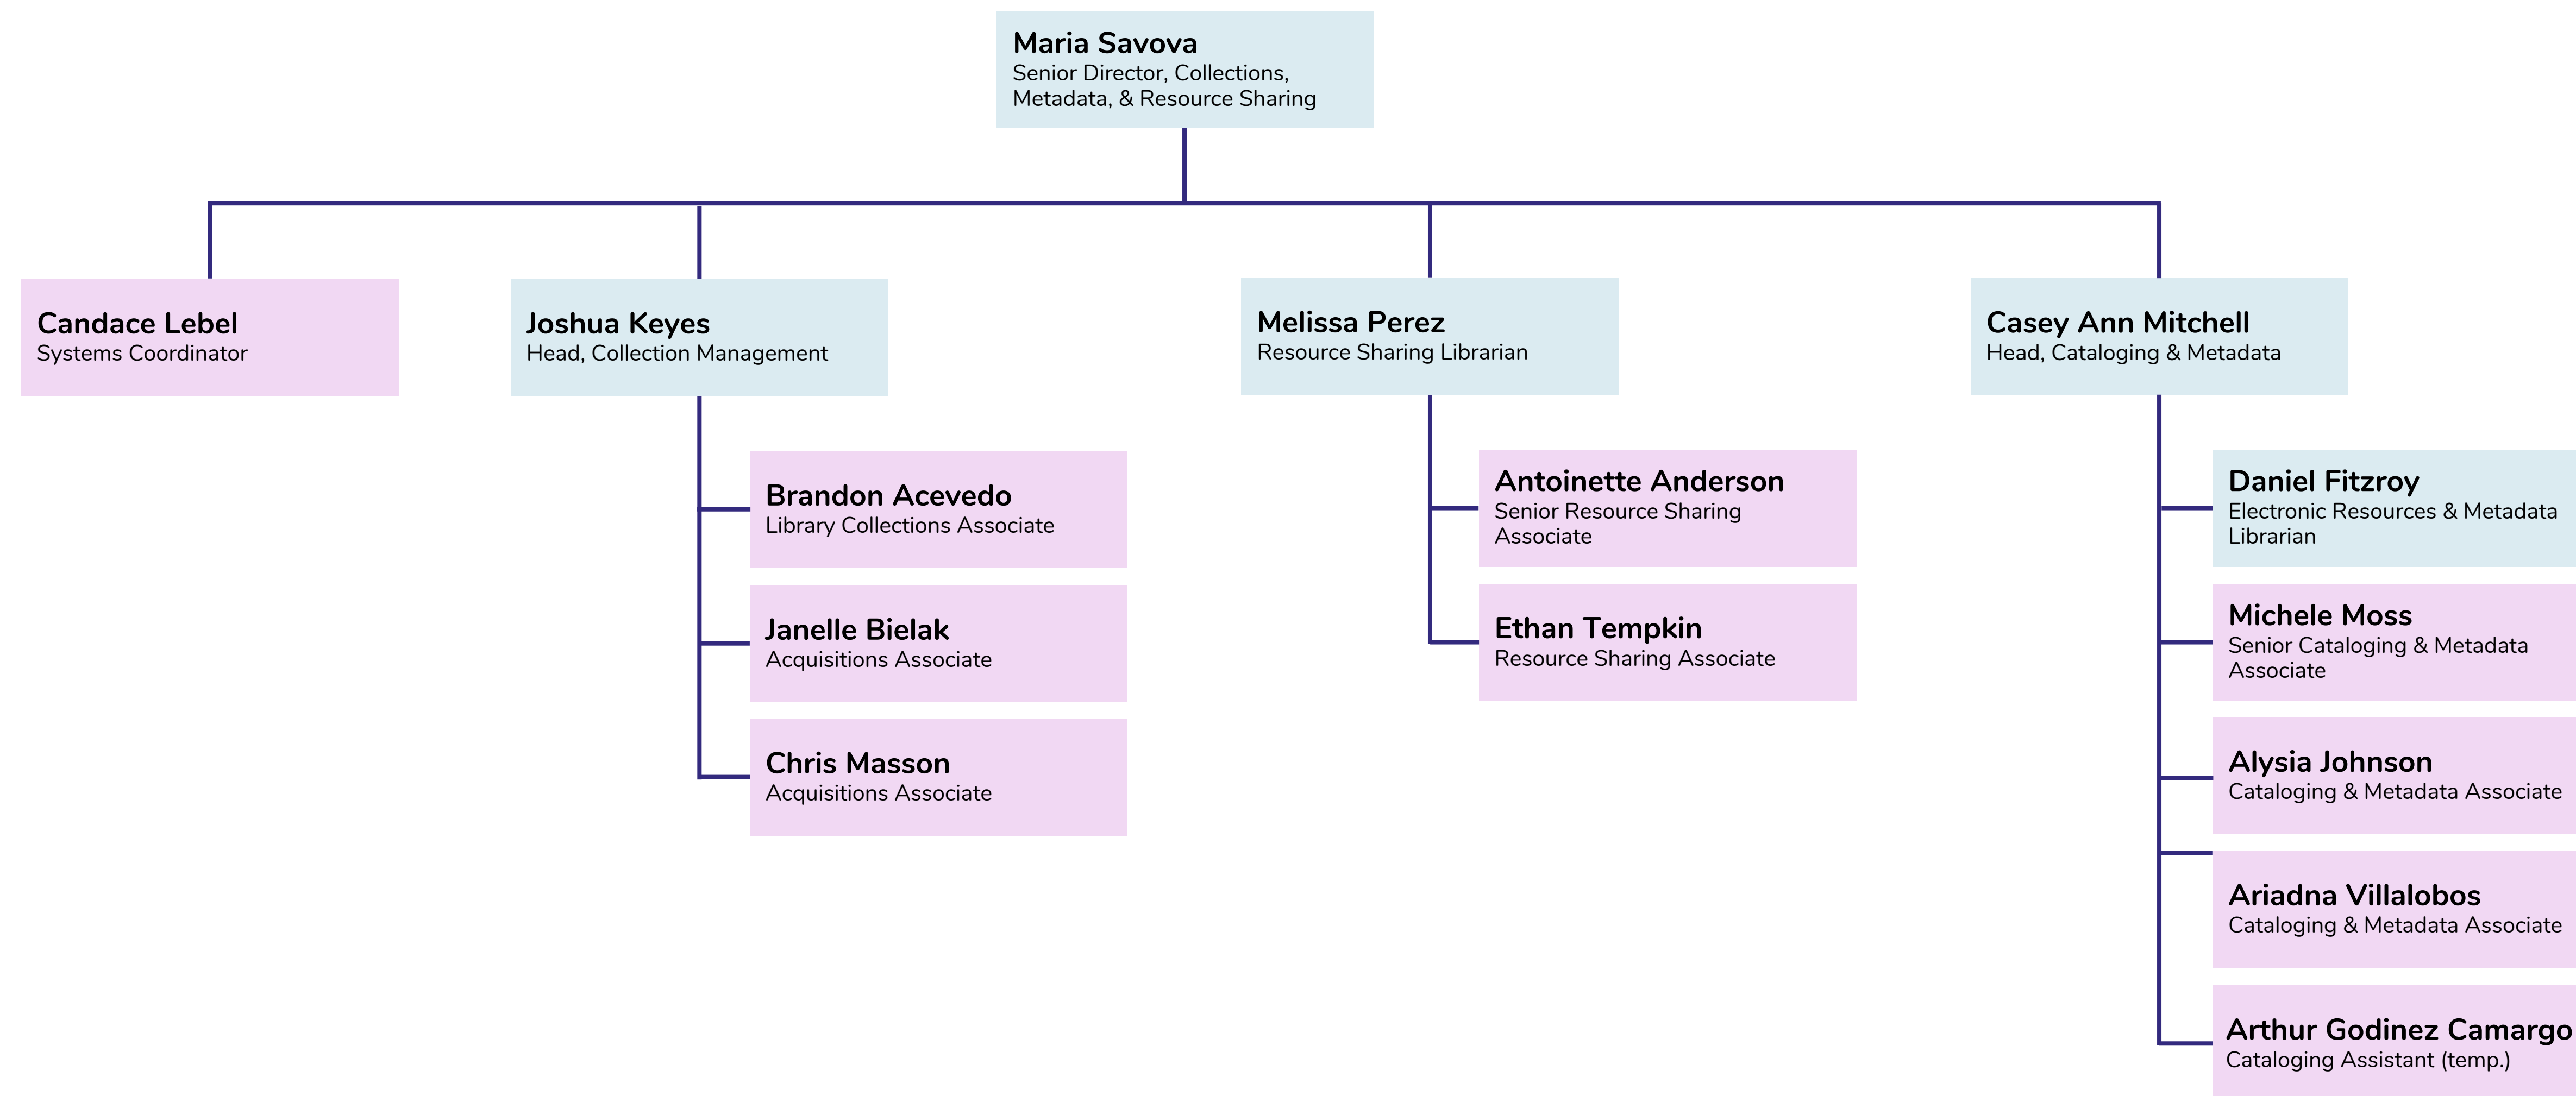 Maria Savova
Senior Director, Collections,
Metadata, & Resource Sharing
Candace Lebel
Systems Coordinator
Joshua Keyes
Head, Collection Management
Brandon Acevedo
Library Collections Associate
Janelle Bielak
Acquisitions Associate
Chris Masson
Acquisitions Associate
Melissa Perez
Resource Sharing Librarian
Antoinette Anderson
Senior Resource Sharing
Associate
Ethan Tempkin
Resource Sharing Associate
Casey Ann Mitchell
Head, Cataloging & Metadata
Daniel Fitzroy
Electronic Resources & Metadata
Librarian
Michele Moss
Senior Cataloging & Metadata
Associate
Alysia Johnson
Cataloging & Metadata Associate
Ariadna Villalobos
Cataloging & Metadata Associate
Arthur Godinez Camargo
Cataloging Assistant (temp.)